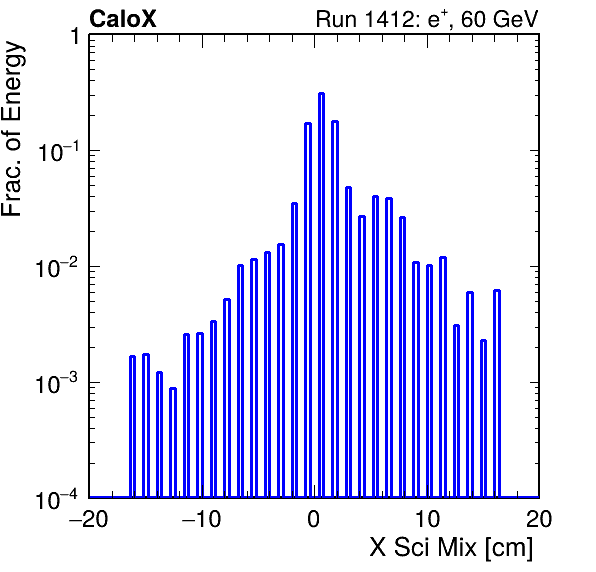 CaloX Run 1412: e⁺, 60 GeV
Frac. of Energy
1
10⁻¹
10⁻²
10⁻³
10⁻⁴
−20 −10 0 10 20
X Sci Mix [cm]